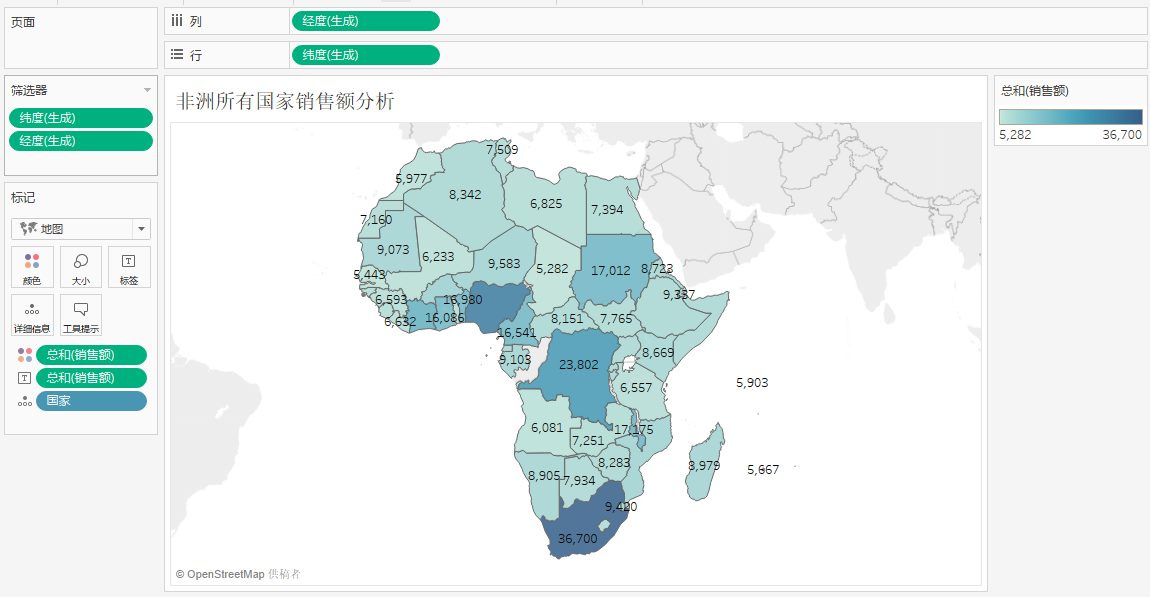 页面
iii 列
经度(生成)
行
纬度(生成)
筛选器
纬度(生成)
经度(生成)
标记
地图
颜色
大小
T
标签
详细信息
工具提示
总和(销售额)
T 总和(销售额)
国家
非洲所有国家销售额分析
7,509
5,977
8,342
6,825
7,394
7,160
9,073
6,233
9,583
5,282
17,012
8,723
5,443
9,357
6,593
16,980
6,632
16,086
8,151
7,765
16,541
9,103
23,802
8,669
6,557
5,903
6,081
17,175
7,251
8,283
8,979
5,667
8,905
7,934
9,420
36,700
© OpenStreetMap 供稿者
总和(销售额)
5,282 36,700